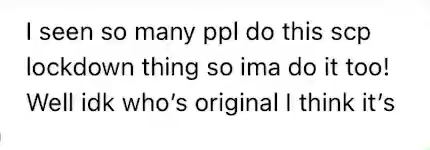 I seen so many ppl do this scp
lockdown thing so ima do it too!
Well idk who’s original I think it’s